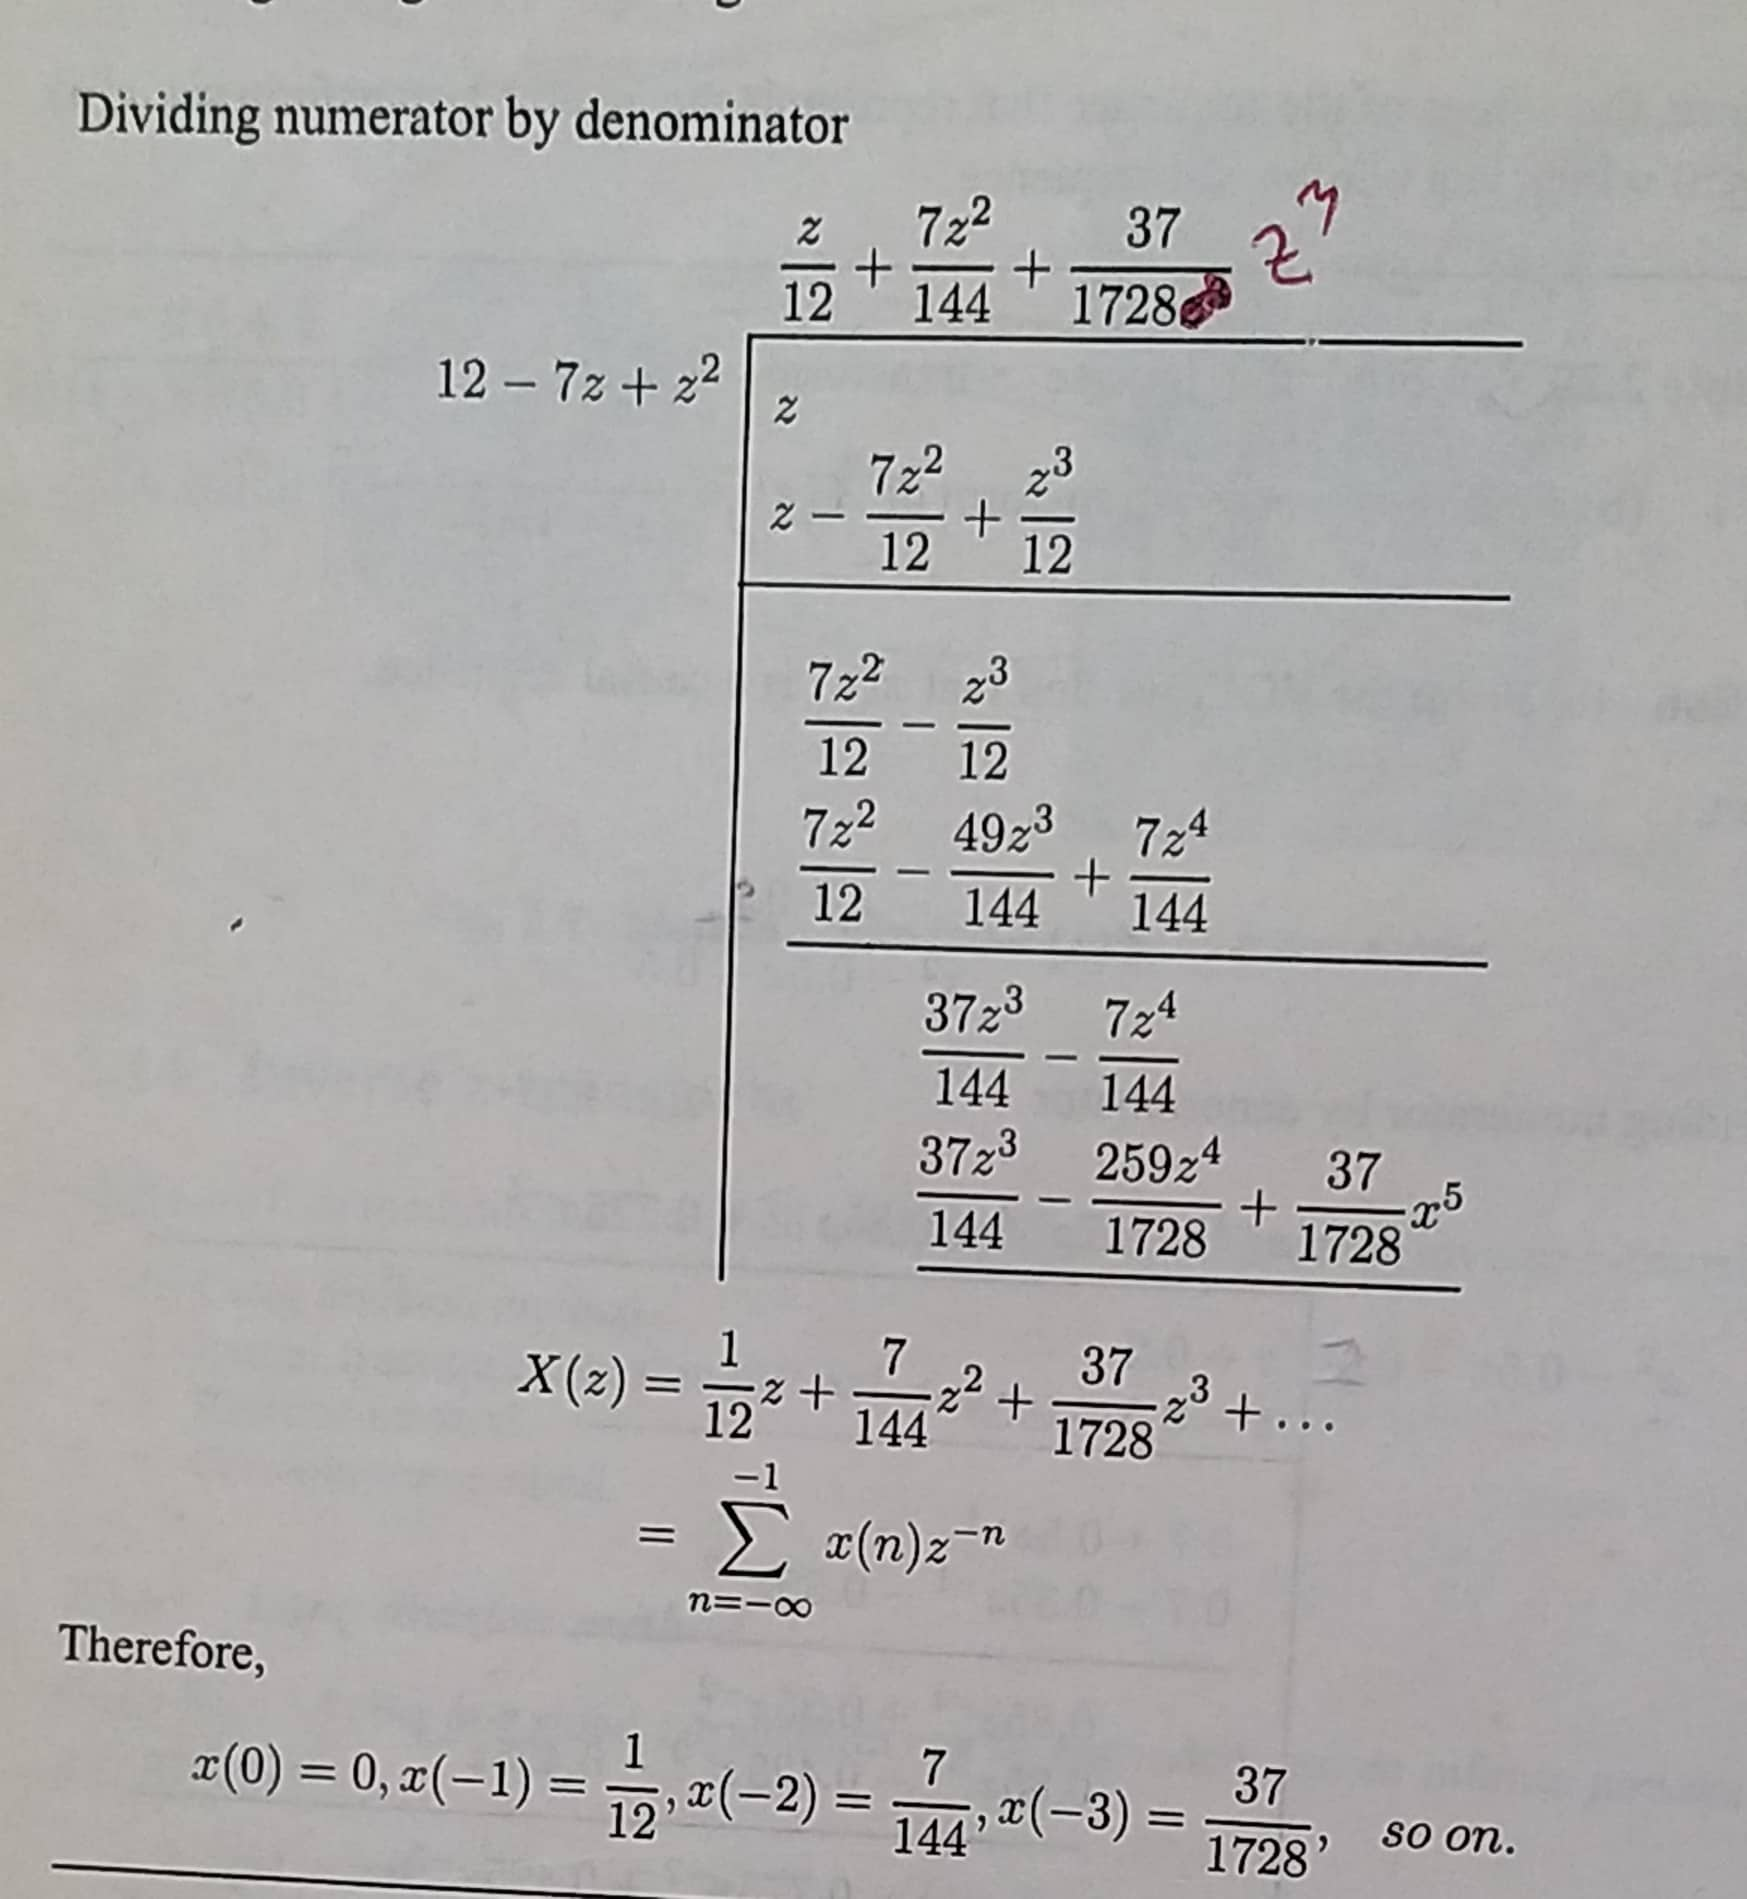 Dividing numerator by denominator
z/12 + 7z²/144 + 37/1728 z³
12 − 7z + z²
z
z − 7z²/12 + z³/12
7z²/12 − z³/12
7z²/12 − 49z³/144 + 7z⁴/144
37z³/144 − 7z⁴/144
37z³/144 − 259z⁴/1728 + 37/1728 x⁵
X(z) = 1/12 z + 7/144 z² + 37/1728 z³ + ...
= ∑_{n=−∞}^{−1} x(n)z⁻ⁿ
Therefore,
x(0) = 0, x(−1) = 1/12, x(−2) = 7/144, x(−3) = 37/1728, so on.